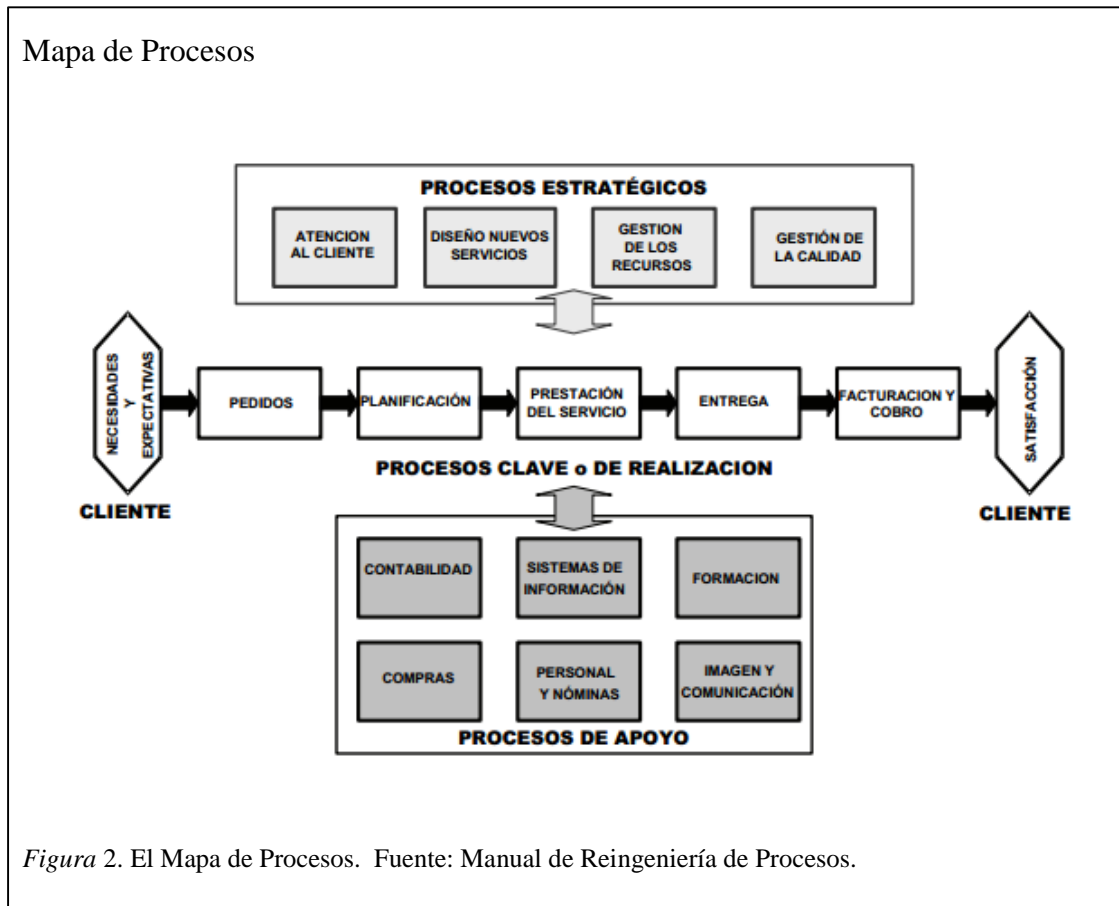 Mapa de Procesos
PROCESOS ESTRATÉGICOS
ATENCION
AL CLIENTE
DISEÑO NUEVOS
SERVICIOS
GESTION
DE LOS
RECURSOS
GESTIÓN DE
LA CALIDAD
NECESIDADES
Y
EXPECTATIVAS
CLIENTE
PEDIDOS
PLANIFICACIÓN
PRESTACIÓN
DEL SERVICIO
ENTREGA
FACTURACION Y
COBRO
SATISFACCIÓN
CLIENTE
PROCESOS CLAVE o DE REALIZACION
CONTABILIDAD
SISTEMAS DE
INFORMACIÓN
FORMACION
COMPRAS
PERSONAL
Y NÓMINAS
IMAGEN Y
COMUNICACIÓN
PROCESOS DE APOYO
Figura 2. El Mapa de Procesos. Fuente: Manual de Reingeniería de Procesos.